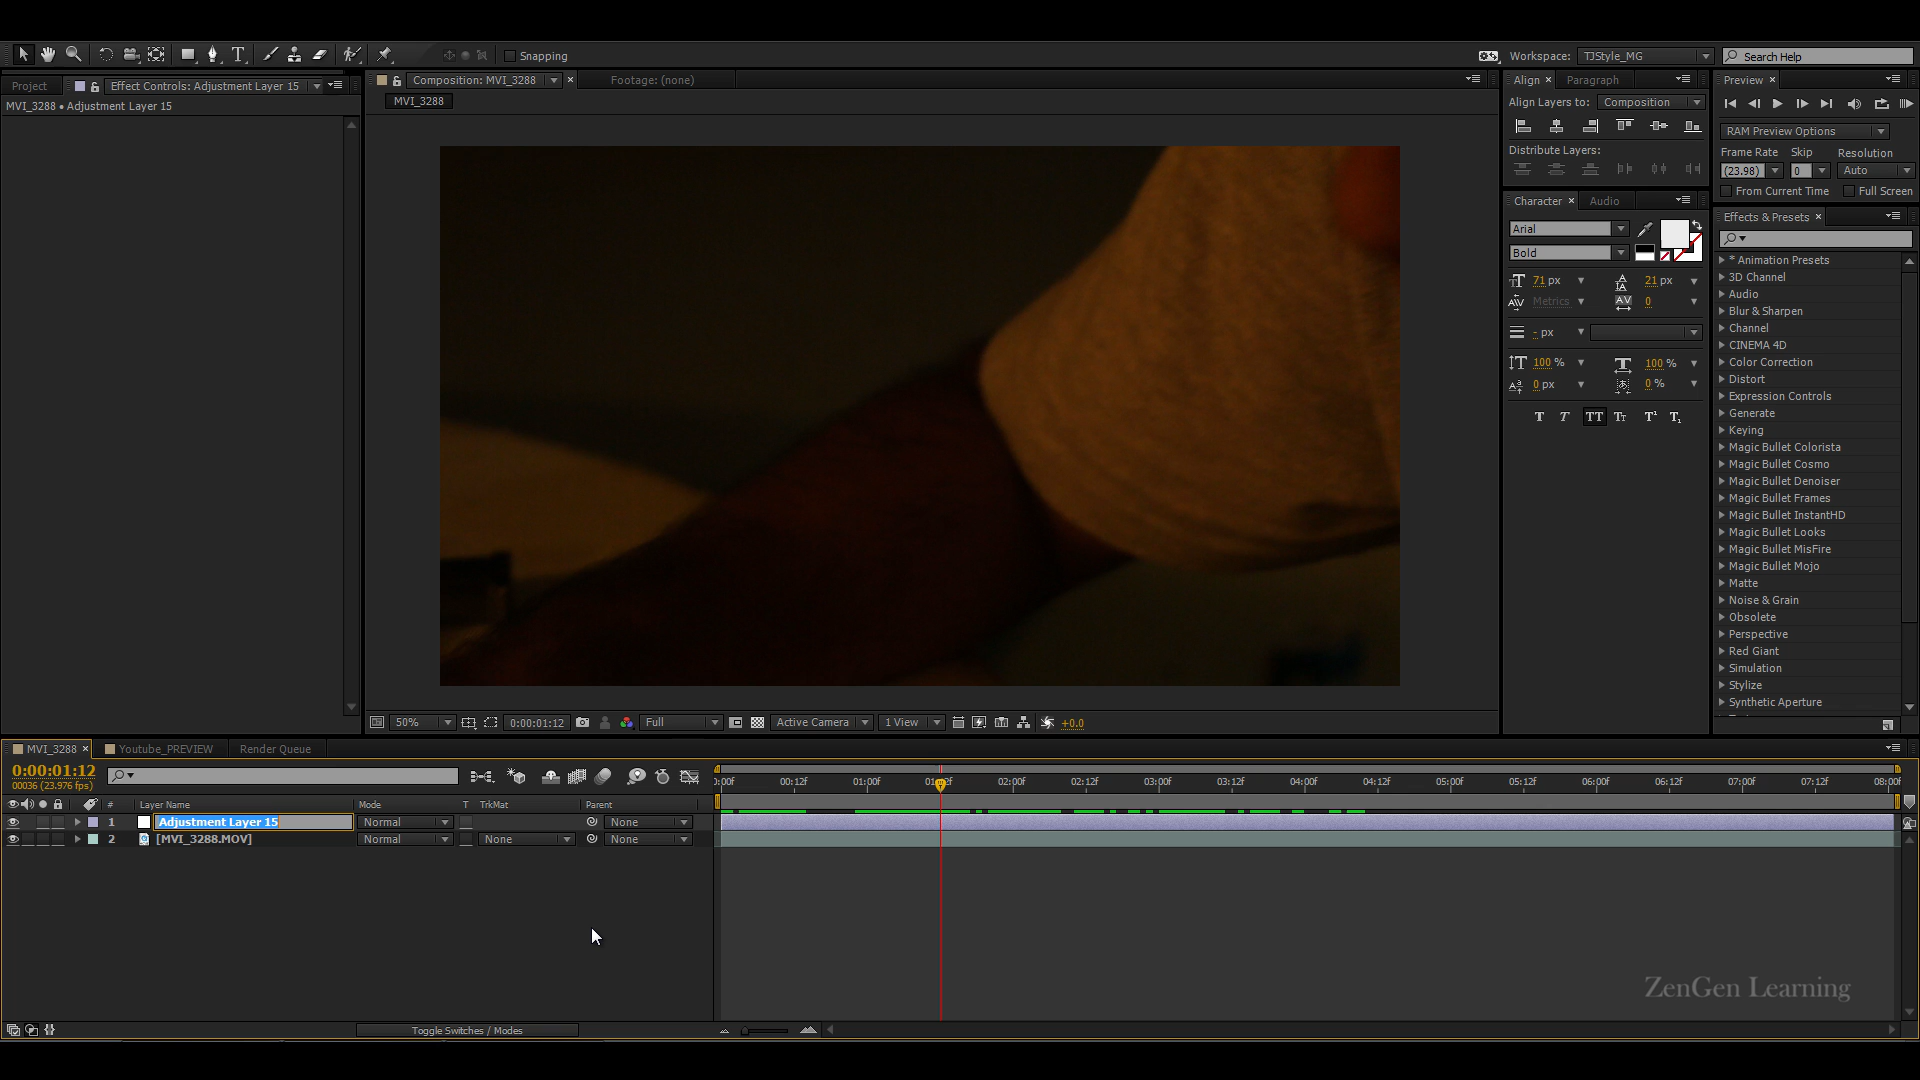 Snapping
Workspace: TJStyle_MG
Search Help
Project
Effect Controls: Adjustment Layer 15
Composition: MVI_3288
Footage: (none)
Align
Paragraph
Preview
MVI_3288 • Adjustment Layer 15
MVI_3288
Align Layers to: Composition
Distribute Layers:
RAM Preview Options
Frame Rate Skip Resolution
(23.98) 0 Auto
From Current Time Full Screen
Character
Audio
Effects & Presets
Arial
Bold
71 px
21 px
Metrics
0
- px
100 %
100 %
0 px
0 %
T T TT Tt T¹ T₁
* Animation Presets
3D Channel
Audio
Blur & Sharpen
Channel
CINEMA 4D
Color Correction
Distort
Expression Controls
Generate
Keying
Magic Bullet Colorista
Magic Bullet Cosmo
Magic Bullet Denoiser
Magic Bullet Frames
Magic Bullet InstantHD
Magic Bullet Looks
Magic Bullet MisFire
Magic Bullet Mojo
Matte
Noise & Grain
Obsolete
Perspective
Red Giant
Simulation
Stylize
Synthetic Aperture
50%
0:00:01:12
Full
Active Camera
1 View
+0.0
MVI_3288
Youtube_PREVIEW
Render Queue
0:00:01:12
00036 (23.976 fps)
00:12f 01:00f 02:00f 02:12f 03:00f 03:12f 04:00f 04:12f 05:00f 05:12f 06:00f 06:12f 07:00f 07:12f 08:00f
# Layer Name Mode T TrkMat Parent
1 Adjustment Layer 15 Normal None
2 [MVI_3288.MOV] Normal None None
ZenGen Learning
Toggle Switches / Modes